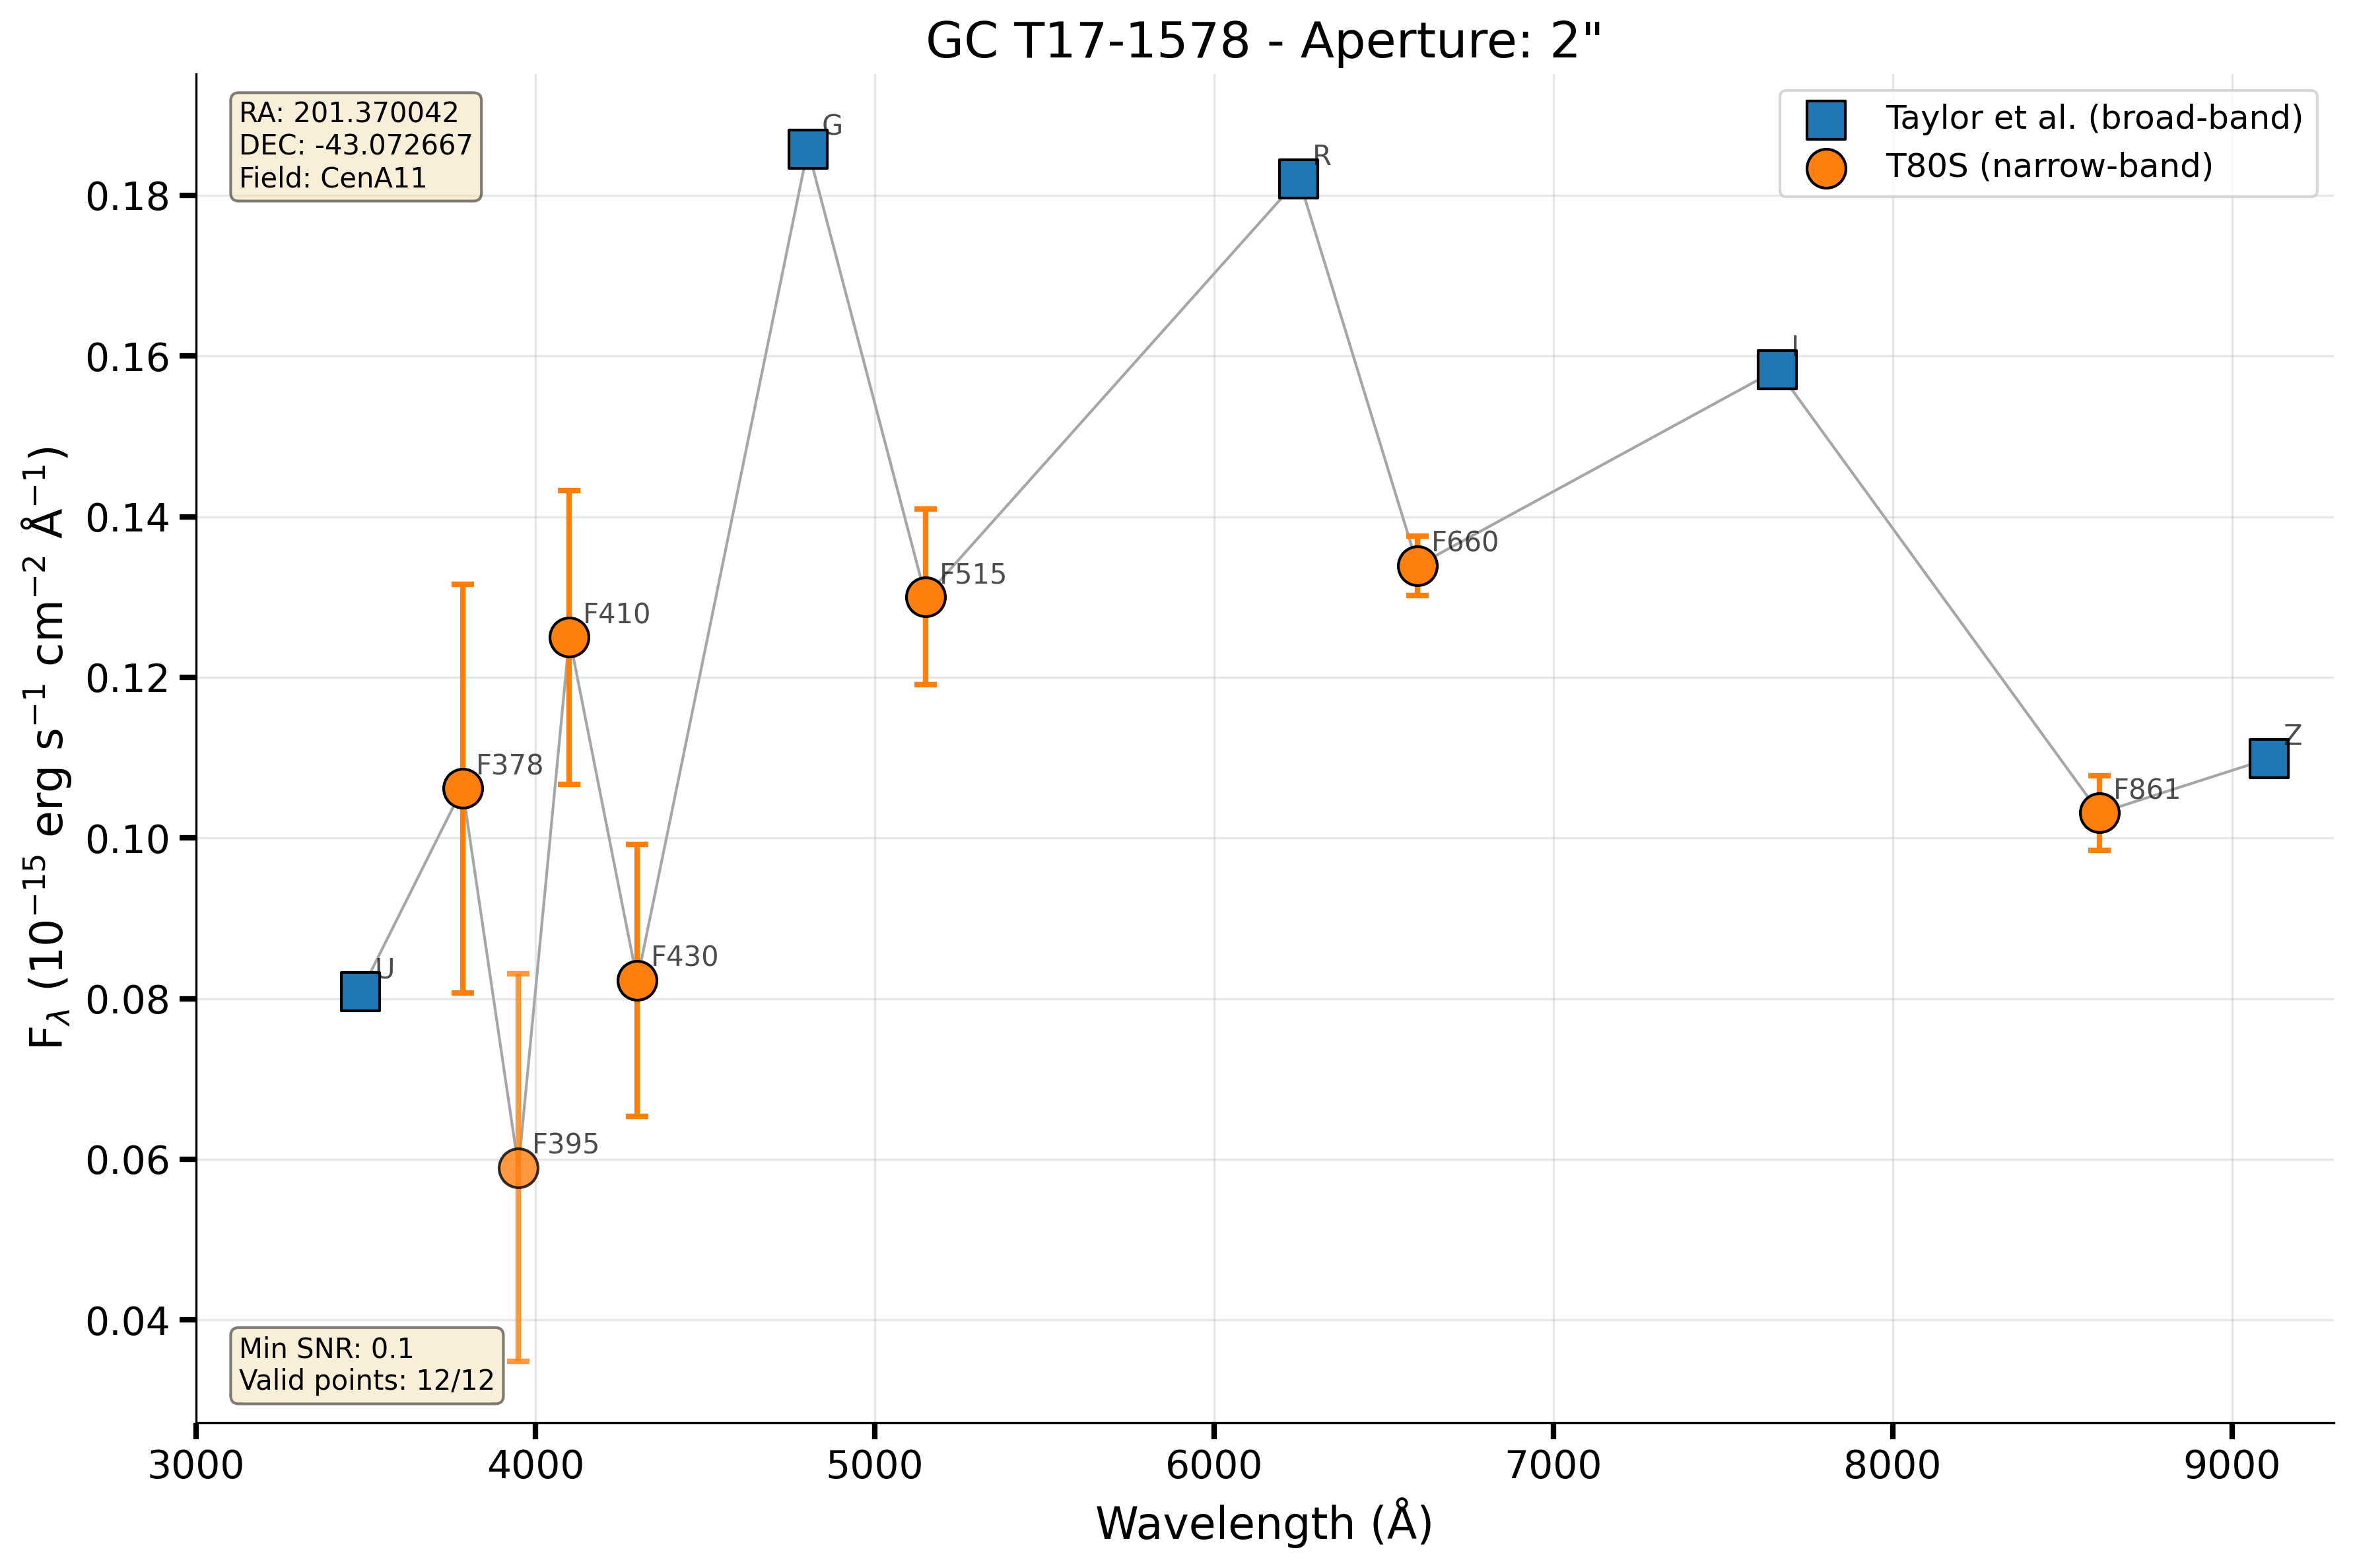 GC T17-1578 - Aperture: 2"
RA: 201.370042
DEC: -43.072667
Field: CenA11
Taylor et al. (broad-band)
T80S (narrow-band)
G
R
I
F660
F515
F410
F378
F430
F395
U
F861
Z
0.18
0.16
0.14
0.12
0.10
0.08
0.06
0.04
F_λ (10⁻¹⁵ erg s⁻¹ cm⁻² Å⁻¹)
Min SNR: 0.1
Valid points: 12/12
3000 4000 5000 6000 7000 8000 9000
Wavelength (Å)